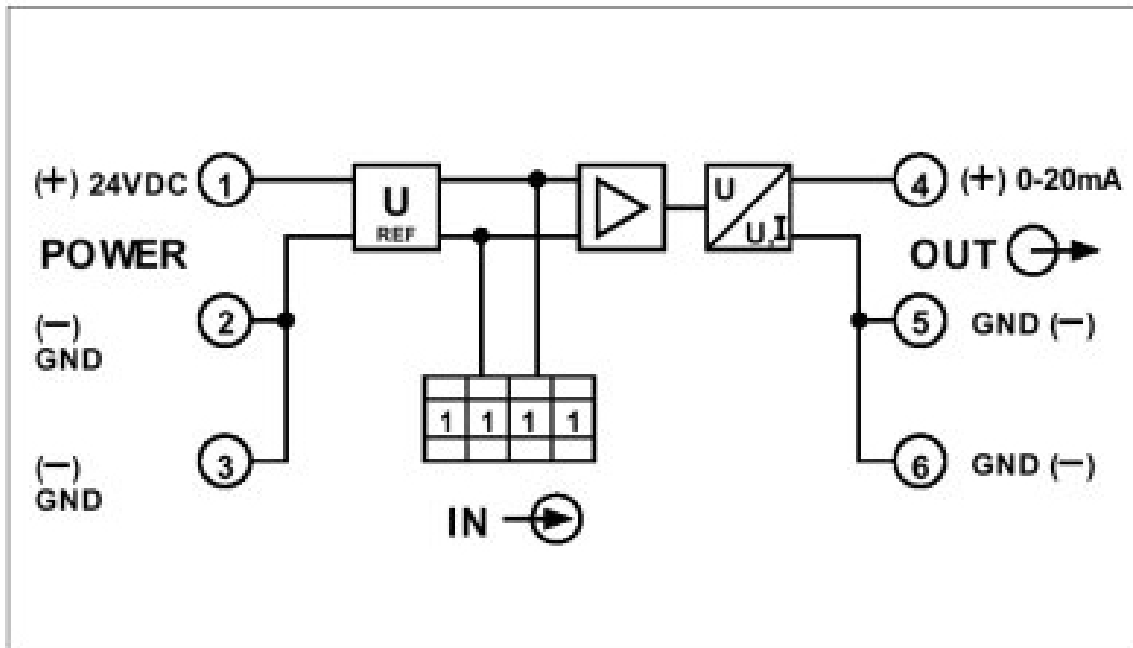 (+) 24VDC 1
U
REF
U
U,I
4 (+) 0-20mA
POWER
OUT
(−)
GND
2
5 GND (−)
1 1 1 1
(−)
GND
3
6 GND (−)
IN